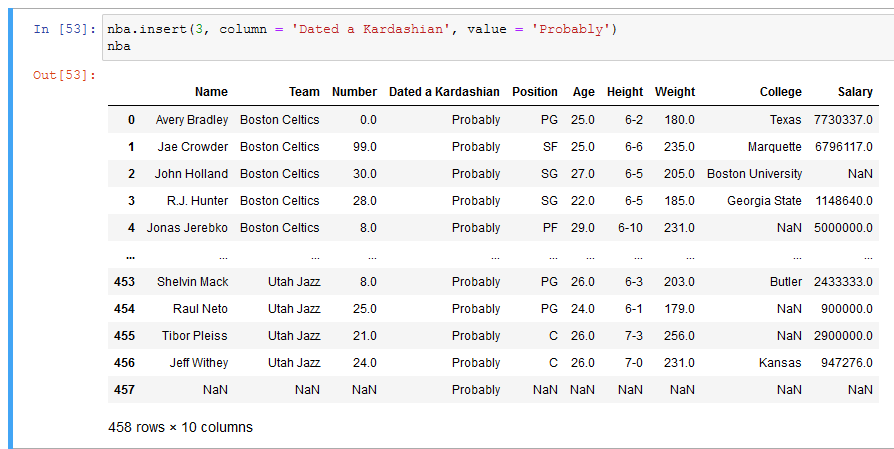 In [53]: nba.insert(3, column = 'Dated a Kardashian', value = 'Probably')
nba
Out[53]:
Name Team Number Dated a Kardashian Position Age Height Weight College Salary
0 Avery Bradley Boston Celtics 0.0 Probably PG 25.0 6-2 180.0 Texas 7730337.0
1 Jae Crowder Boston Celtics 99.0 Probably SF 25.0 6-6 235.0 Marquette 6796117.0
2 John Holland Boston Celtics 30.0 Probably SG 27.0 6-5 205.0 Boston University NaN
3 R.J. Hunter Boston Celtics 28.0 Probably SG 22.0 6-5 185.0 Georgia State 1148640.0
4 Jonas Jerebko Boston Celtics 8.0 Probably PF 29.0 6-10 231.0 NaN 5000000.0
... ... ... ... ... ... ... ... ... ... ...
453 Shelvin Mack Utah Jazz 8.0 Probably PG 26.0 6-3 203.0 Butler 2433333.0
454 Raul Neto Utah Jazz 25.0 Probably PG 24.0 6-1 179.0 NaN 900000.0
455 Tibor Pleiss Utah Jazz 21.0 Probably C 26.0 7-3 256.0 NaN 2900000.0
456 Jeff Withey Utah Jazz 24.0 Probably C 26.0 7-0 231.0 Kansas 947276.0
457 NaN NaN NaN Probably NaN NaN NaN NaN NaN NaN
458 rows × 10 columns